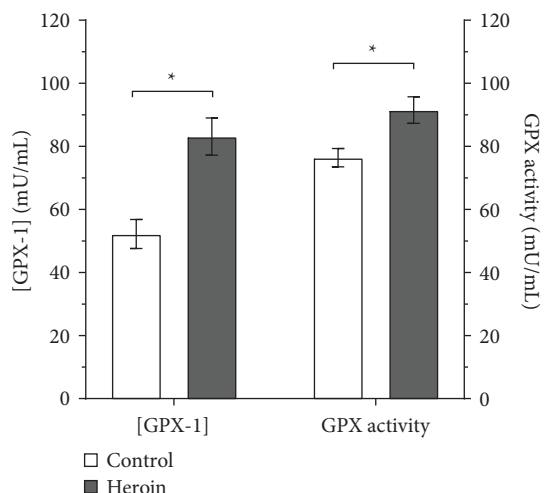 120
100
80
60
40
20
0
[GPX-1] (mU/mL)
*
*
120
100
80
60
40
20
0
GPX activity (mU/mL)
[GPX-1]
GPX activity
Control
Heroin